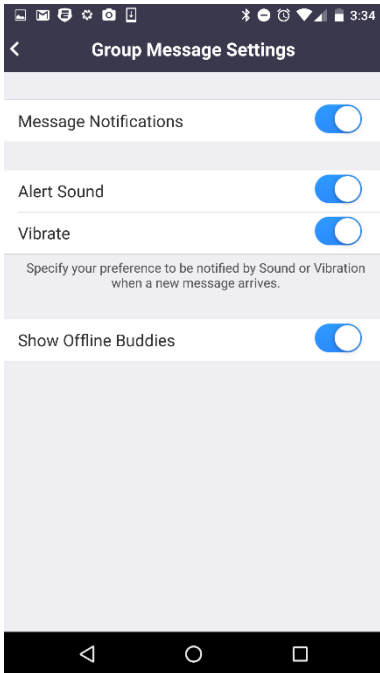 3:34
Group Message Settings
Message Notifications
Alert Sound
Vibrate
Specify your preference to be notified by Sound or Vibration
when a new message arrives.
Show Offline Buddies